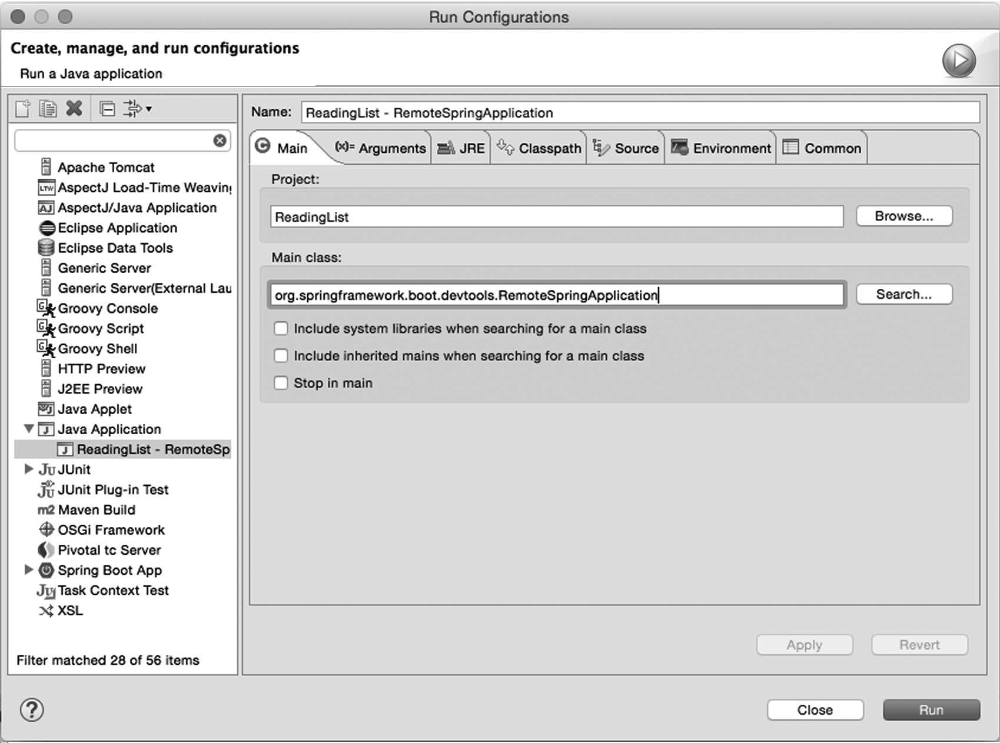 Run Configurations
Create, manage, and run configurations
Run a Java application
Name: ReadingList - RemoteSpringApplication
Main
(x)= Arguments
JRE
Classpath
Source
Environment
Common
Apache Tomcat
LTW AspectJ Load-Time Weaving
AJ AspectJ/Java Application
Eclipse Application
Eclipse Data Tools
Generic Server
Generic Server(External Lau
G Groovy Console
G Groovy Script
G Groovy Shell
HTTP Preview
J2EE Preview
Java Applet
J Java Application
J ReadingList - RemoteSp
JU JUnit
JU JUnit Plug-in Test
m2 Maven Build
OSGi Framework
Pivotal tc Server
Spring Boot App
Ju Task Context Test
XSL
Filter matched 28 of 56 items
Project:
ReadingList
Browse...
Main class:
org.springframework.boot.devtools.RemoteSpringApplication
Search...
Include system libraries when searching for a main class
Include inherited mains when searching for a main class
Stop in main
Apply
Revert
?
Close
Run